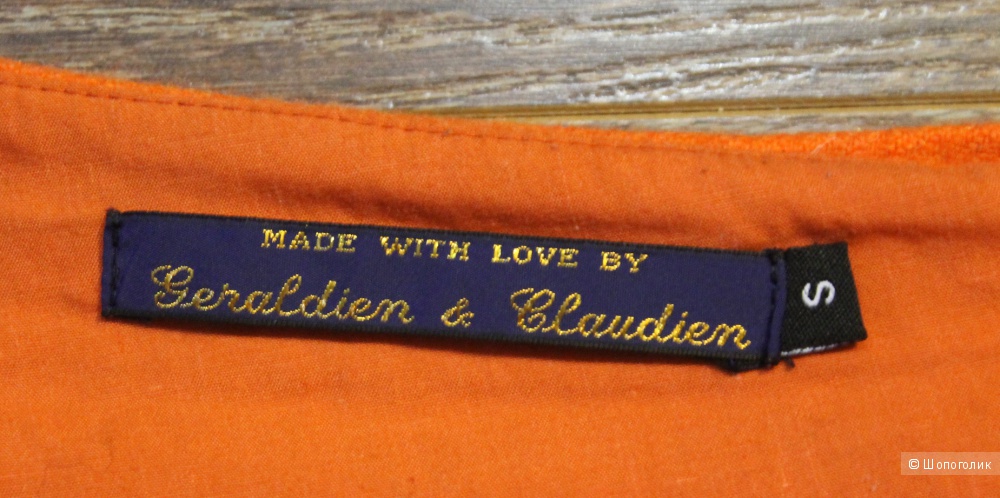 MADE WITH LOVE BY
Geraldien & Claudien
S
© Шопоголик